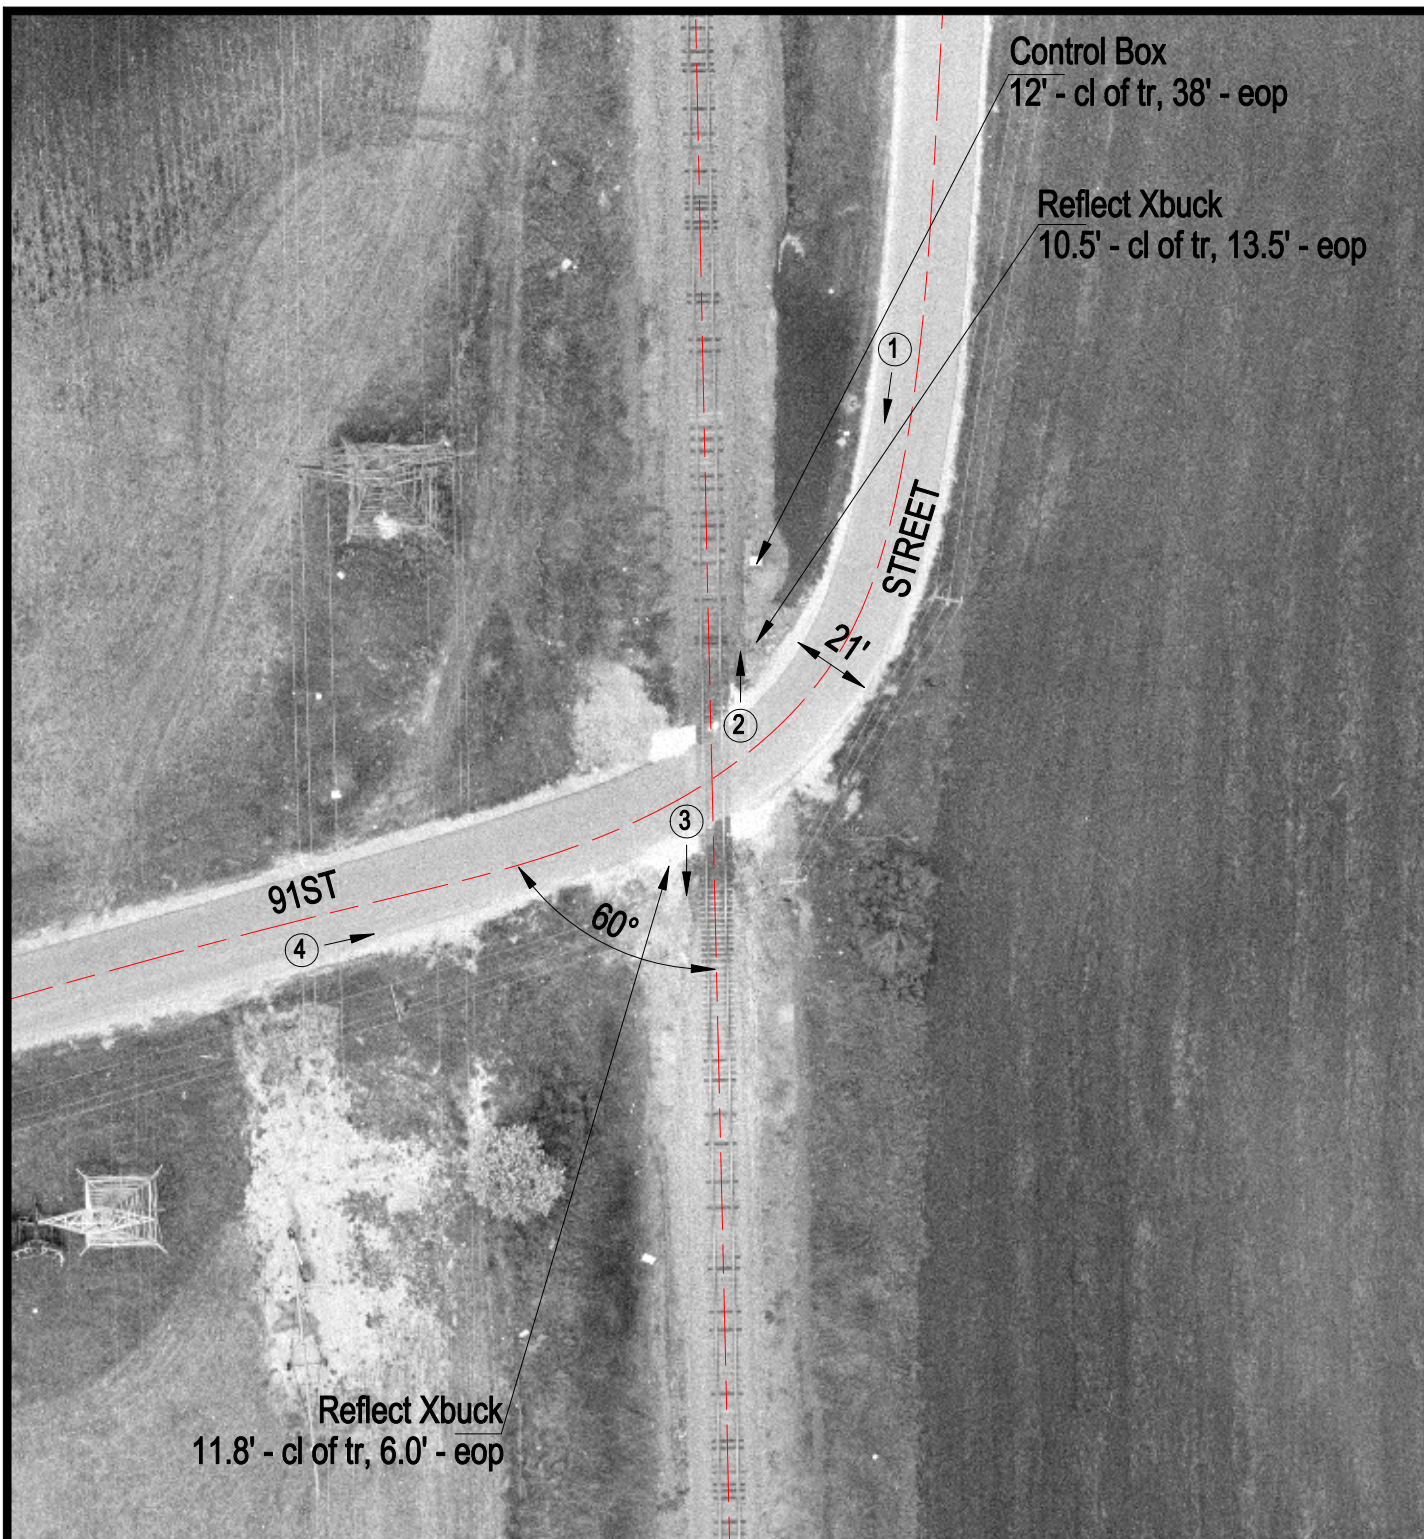 Control Box
12' - cl of tr, 38' - eop
Reflect Xbuck
10.5' - cl of tr, 13.5' - eop
1
STREET
21'
2
3
91ST
60°
4
Reflect Xbuck
11.8' - cl of tr, 6.0' - eop